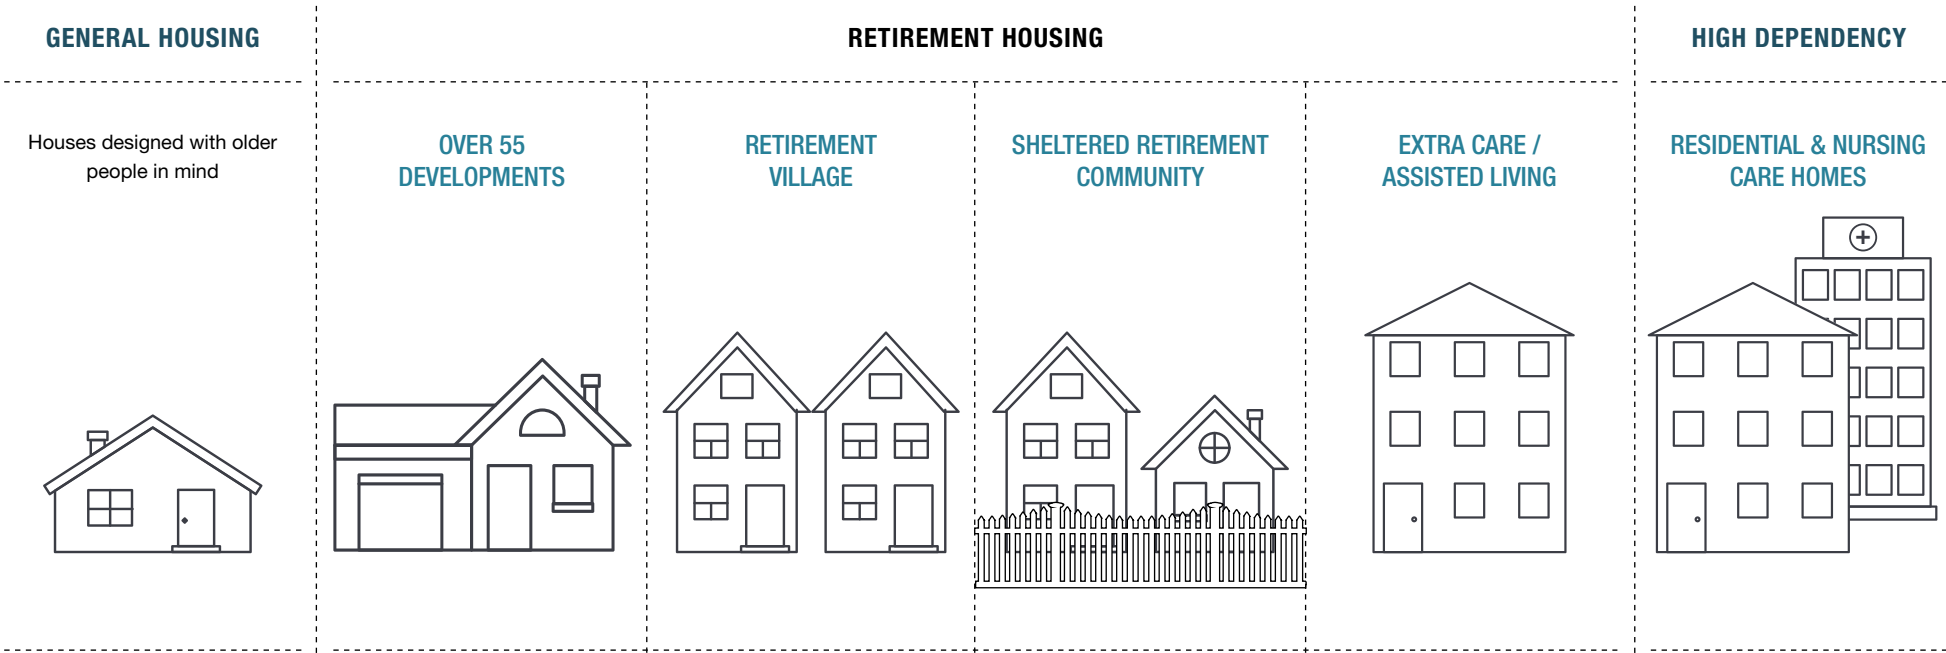 GENERAL HOUSING
RETIREMENT HOUSING
HIGH DEPENDENCY
Houses designed with older
people in mind
OVER 55
DEVELOPMENTS
RETIREMENT
VILLAGE
SHELTERED RETIREMENT
COMMUNITY
EXTRA CARE /
ASSISTED LIVING
RESIDENTIAL & NURSING
CARE HOMES